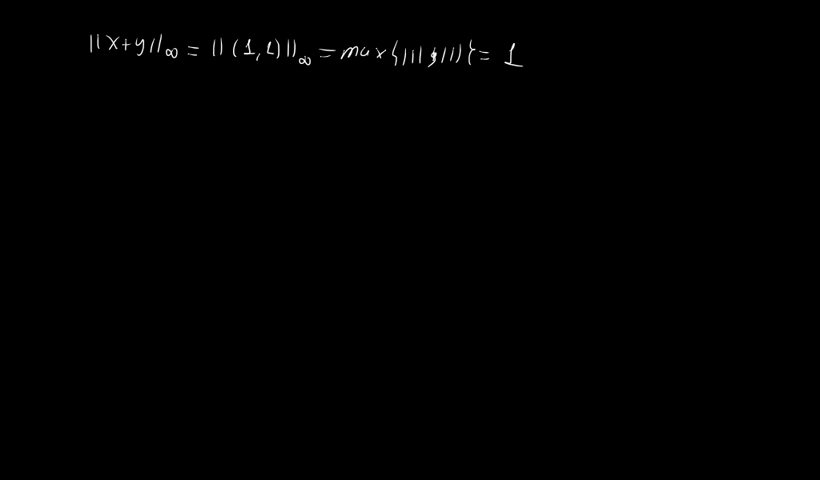 ||x+y||∞ = ||(1,1)||∞ = max{|1|,|1|} = 1